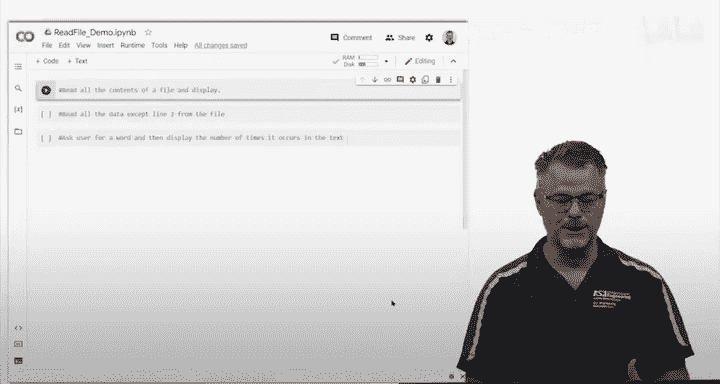 ReadFile_Demo.ipynb
File Edit View Insert Runtime Tools Help All changes saved
Comment Share
+ Code + Text
RAM
Disk
Editing
#Read all the contents of a file and display.
[ ] #Read all the data except line 2 from the file
[ ] #Ask user for a word and then display the number of times it occurs in the text
Engineering